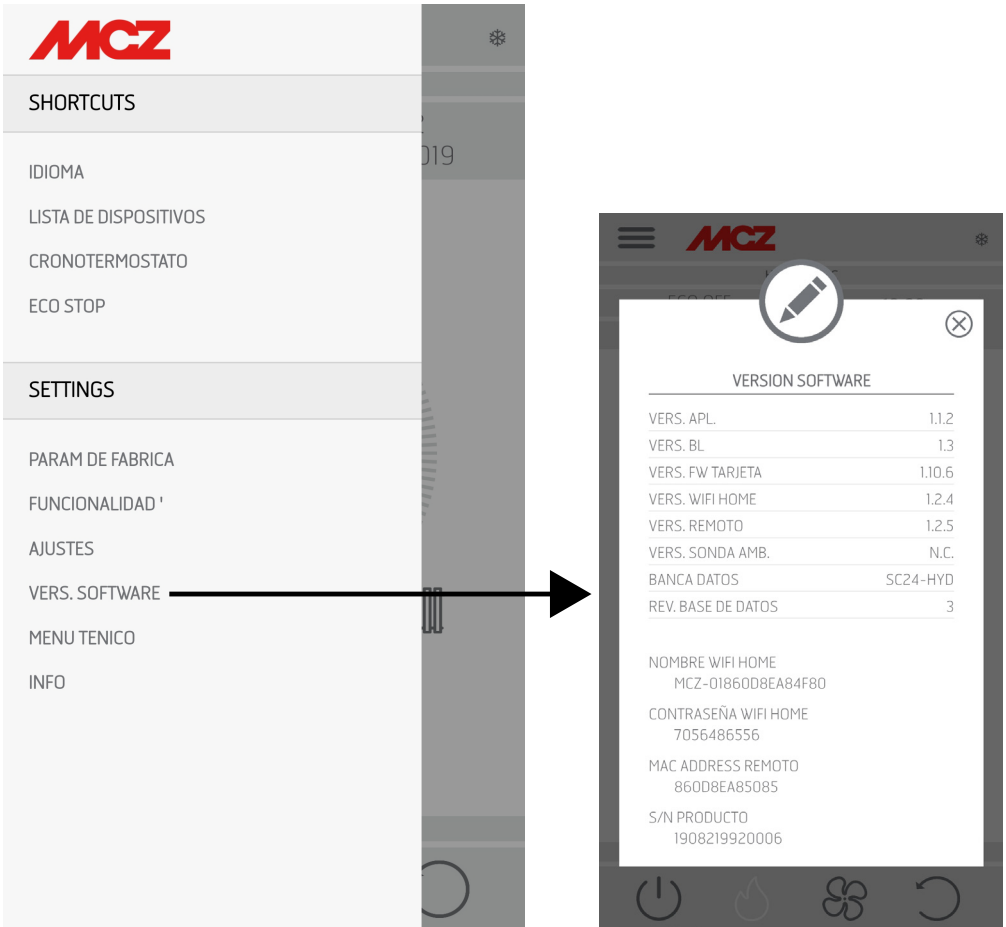 MCZ
SHORTCUTS
IDIOMA
LISTA DE DISPOSITIVOS
CRONOTERMOSTATO
ECO STOP
SETTINGS
PARAM DE FABRICA
FUNCIONALIDAD '
AJUSTES
VERS. SOFTWARE
MENU TENICO
INFO
019
MCZ
ECO OFF
VERSION SOFTWARE
VERS. APL. 1.1.2
VERS. BL 1.3
VERS. FW TARJETA 1.10.6
VERS. WIFI HOME 1.2.4
VERS. REMOTO 1.2.5
VERS. SONDA AMB. N.C.
BANCA DATOS SC24-HYD
REV. BASE DE DATOS 3
NOMBRE WIFI HOME
MCZ-01860D8EA84F80
CONTRASEÑA WIFI HOME
7056486556
MAC ADDRESS REMOTO
860D8EA85085
S/N PRODUCTO
1908219920006